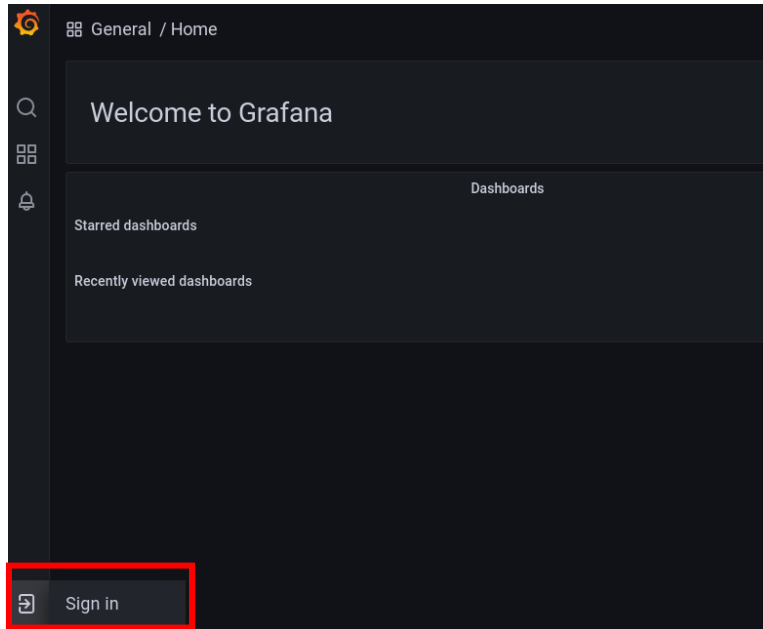 General / Home
Welcome to Grafana
Dashboards
Starred dashboards
Recently viewed dashboards
Sign in